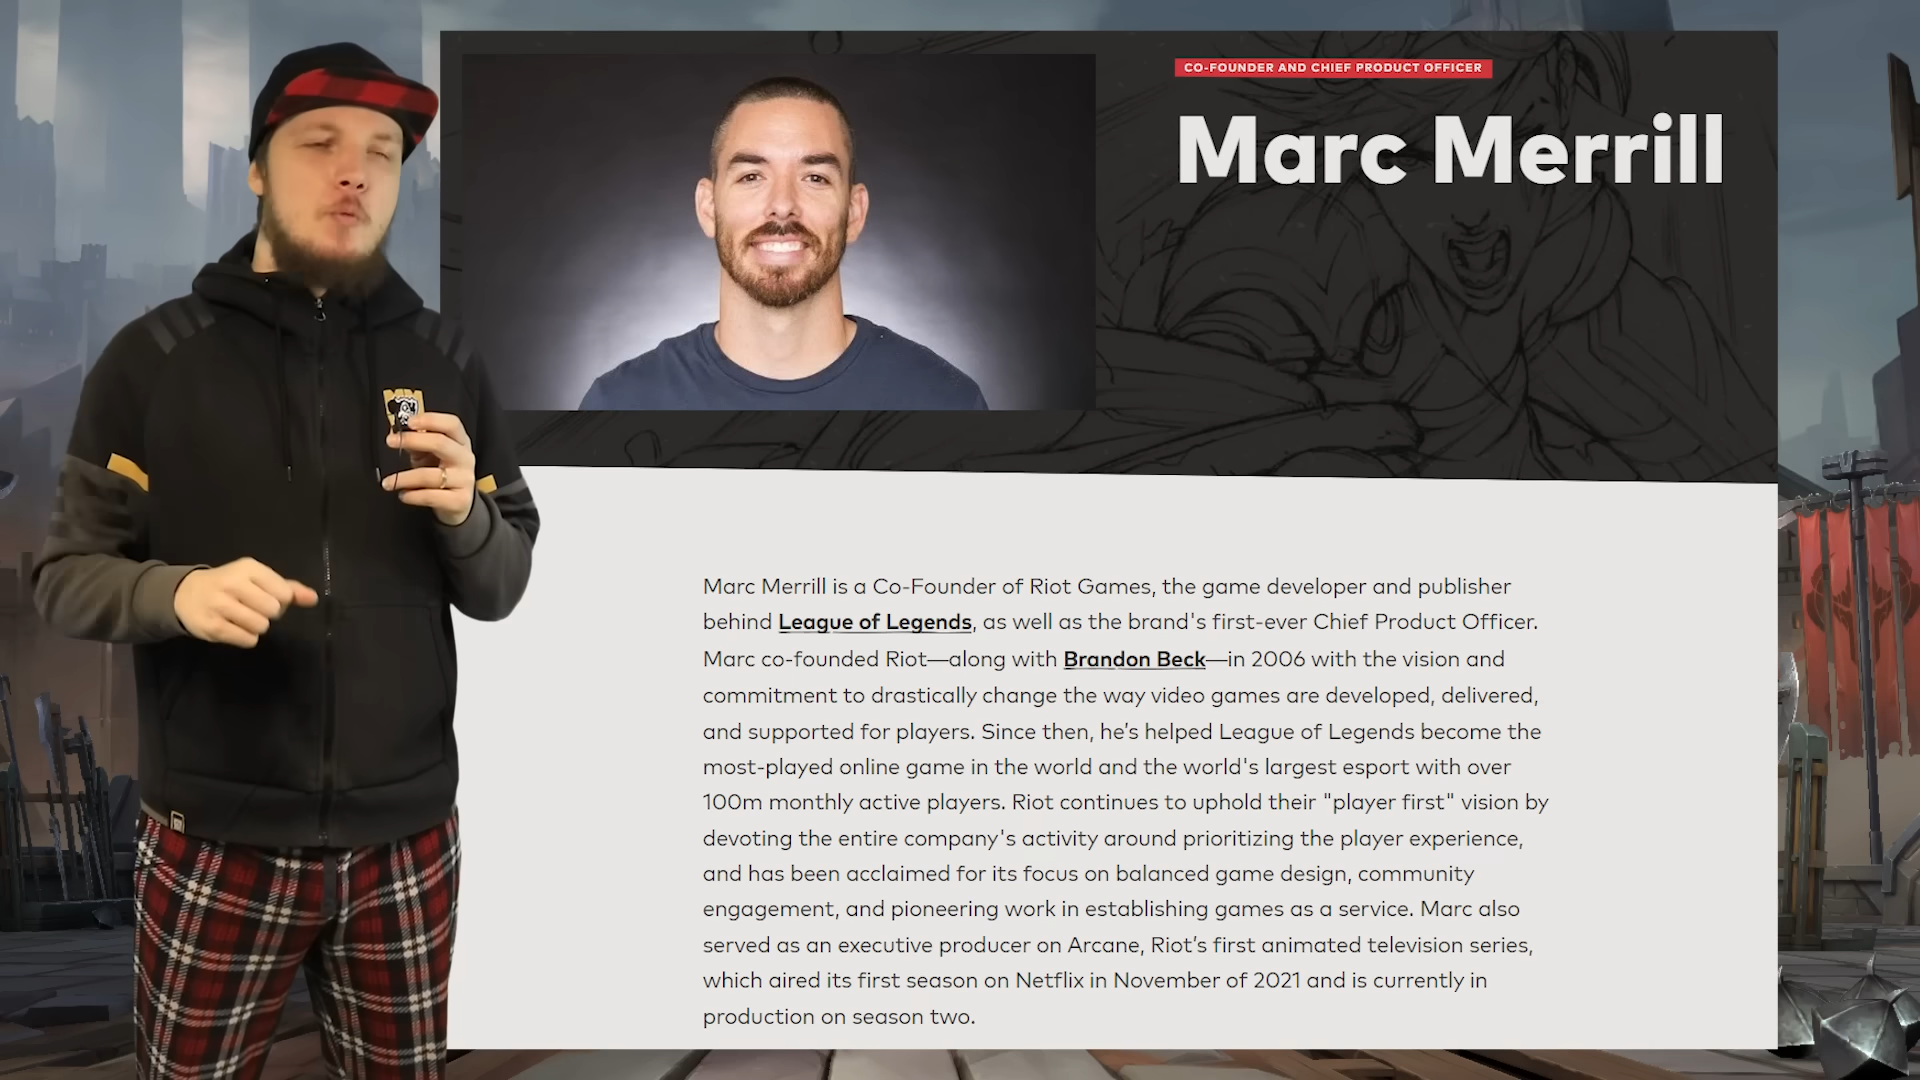 CO-FOUNDER AND CHIEF PRODUCT OFFICER
Marc Merrill
Marc Merrill is a Co-Founder of Riot Games, the game developer and publisher
behind League of Legends, as well as the brand's first-ever Chief Product Officer.
Marc co-founded Riot—along with Brandon Beck—in 2006 with the vision and
commitment to drastically change the way video games are developed, delivered,
and supported for players. Since then, he’s helped League of Legends become the
most-played online game in the world and the world's largest esport with over
100m monthly active players. Riot continues to uphold their "player first" vision by
devoting the entire company's activity around prioritizing the player experience,
and has been acclaimed for its focus on balanced game design, community
engagement, and pioneering work in establishing games as a service. Marc also
served as an executive producer on Arcane, Riot’s first animated television series,
which aired its first season on Netflix in November of 2021 and is currently in
production on season two.